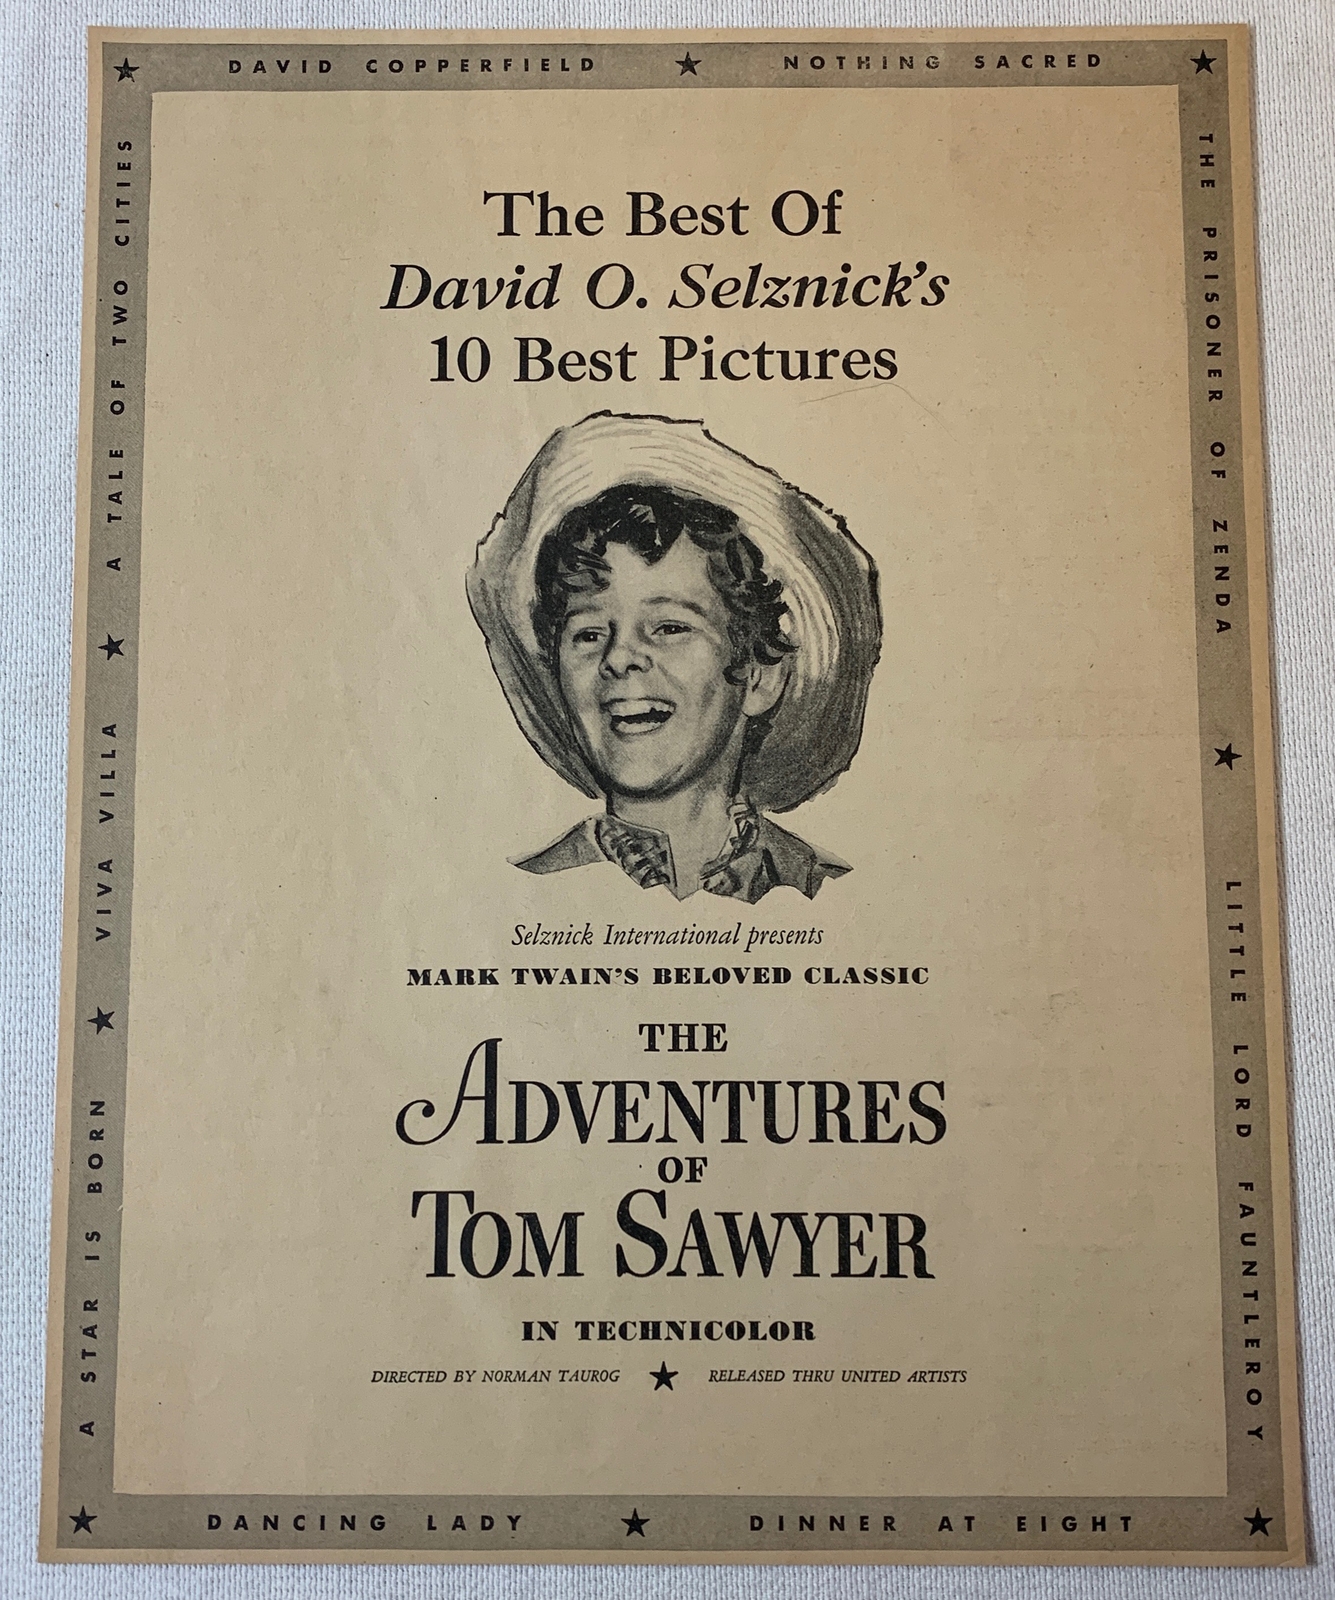 DAVID COPPERFIELD ★ NOTHING SACRED
THE PRISONER OF ZENDA ★ LITTLE LORD FAUNTLEROY
A STAR IS BORN ★ VIVA VILLA ★ A TALE OF TWO CITIES
The Best Of
David O. Selznick's
10 Best Pictures
Selznick International presents
MARK TWAIN'S BELOVED CLASSIC
THE
ADVENTURES
OF
TOM SAWYER
IN TECHNICOLOR
DIRECTED BY NORMAN TAUROG ★ RELEASED THRU UNITED ARTISTS
DANCING LADY ★ DINNER AT EIGHT